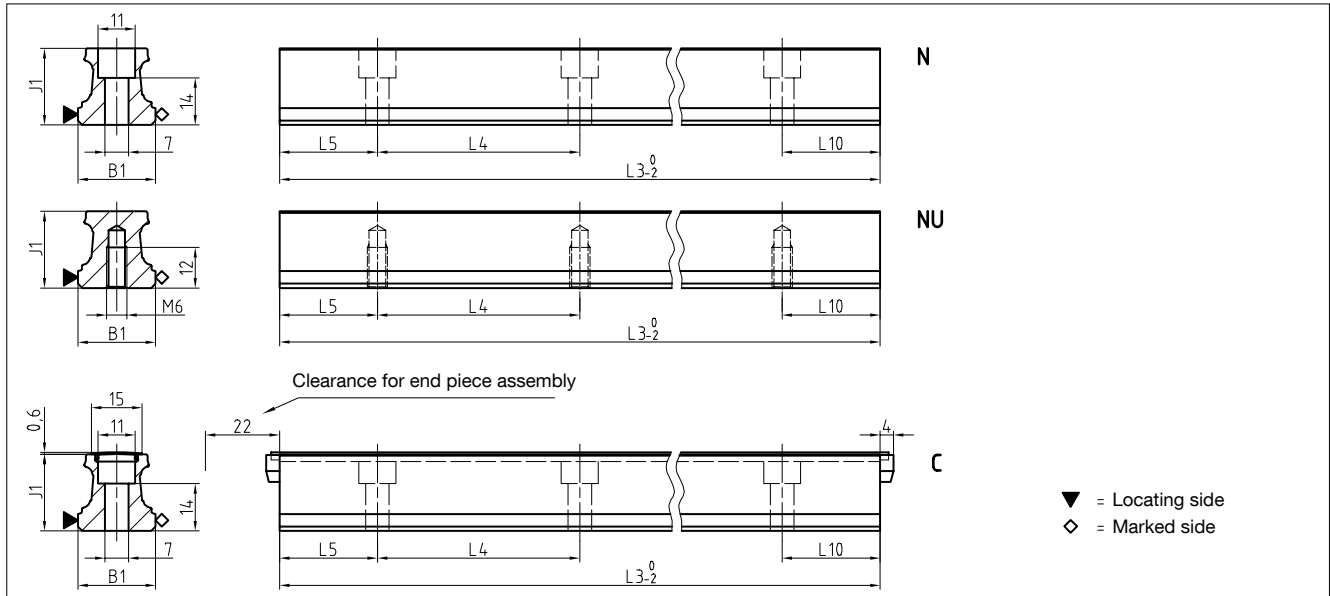 11
J1
14
7
B1
L5
L4
L10
L3-2 0
N
J1
12
M6
B1
L5
L4
L10
L3-2 0
NU
Clearance for end piece assembly
15
11
0,6
22
4
J1
14
7
B1
L5
L4
L10
L3-2 0
C
▼ = Locating side
◇ = Marked side